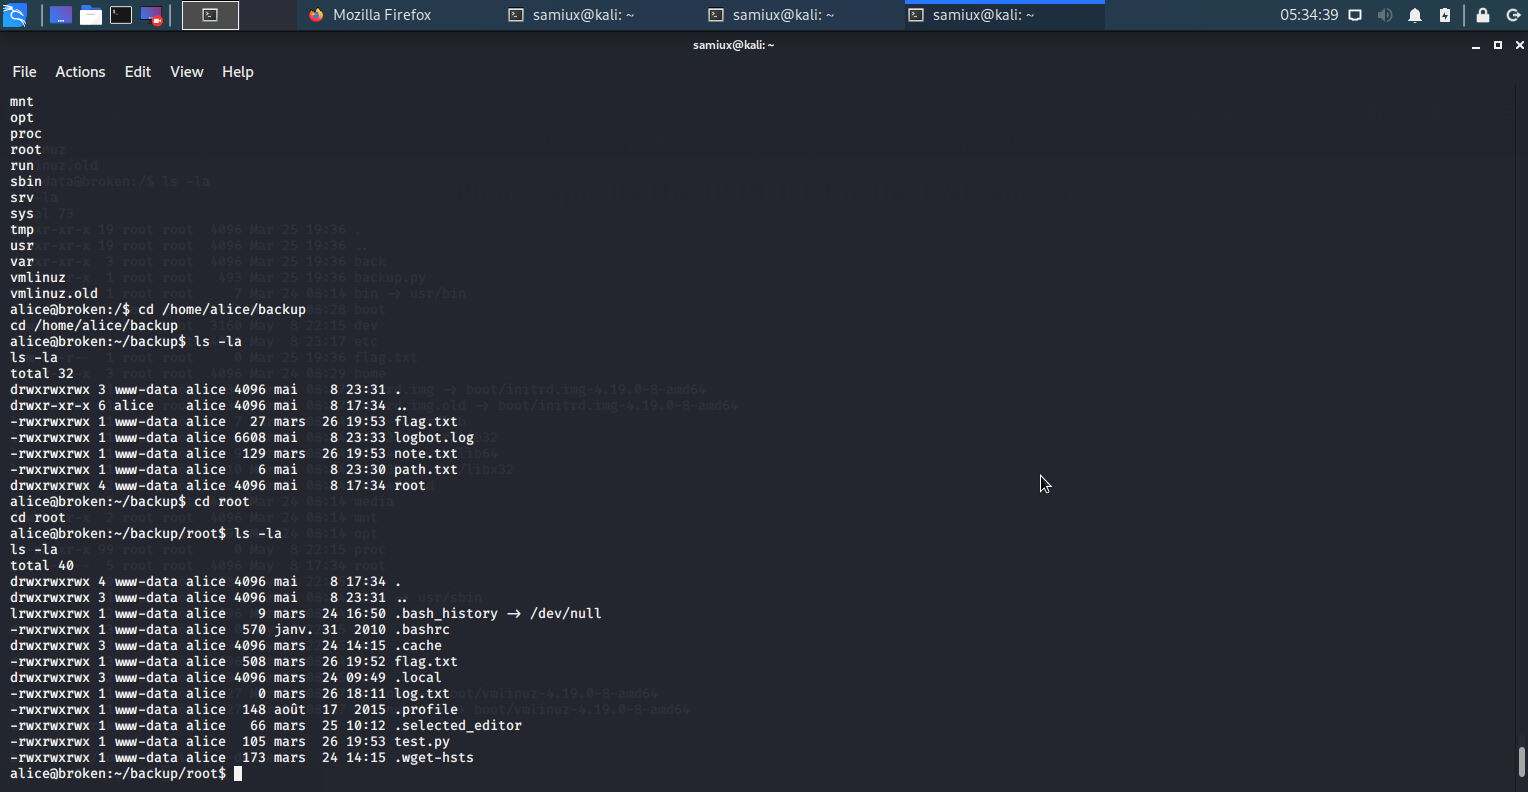 Mozilla Firefox
samiux@kali: ~
samiux@kali: ~
samiux@kali: ~
05:34:39
samiux@kali: ~
File Actions Edit View Help
mnt
opt
proc
root
run
sbin
srv
sys
tmp
usr
var
vmlinuz
vmlinuz.old
alice@broken:/$ cd /home/alice/backup
cd /home/alice/backup
alice@broken:~/backup$ ls -la
ls -la
total 32
drwxrwxrwx 3 www-data alice 4096 mai    8 23:31 .
drwxr-xr-x 6 alice    alice 4096 mai    8 17:34 ..
-rwxrwxrwx 1 www-data alice   27 mars  26 19:53 flag.txt
-rwxrwxrwx 1 www-data alice 6608 mai    8 23:33 logbot.log
-rwxrwxrwx 1 www-data alice  129 mars  26 19:53 note.txt
-rwxrwxrwx 1 www-data alice    6 mai    8 23:30 path.txt
drwxrwxrwx 4 www-data alice 4096 mai    8 17:34 root
alice@broken:~/backup$ cd root
cd root
alice@broken:~/backup/root$ ls -la
ls -la
total 40
drwxrwxrwx 4 www-data alice 4096 mai    8 17:34 .
drwxrwxrwx 3 www-data alice 4096 mai    8 23:31 ..
lrwxrwxrwx 1 www-data alice    9 mars  24 16:50 .bash_history -> /dev/null
-rwxrwxrwx 1 www-data alice  570 janv. 31  2010 .bashrc
drwxrwxrwx 3 www-data alice 4096 mars  24 14:15 .cache
-rwxrwxrwx 1 www-data alice  508 mars  26 19:52 flag.txt
drwxrwxrwx 3 www-data alice 4096 mars  24 09:49 .local
-rwxrwxrwx 1 www-data alice    0 mars  26 18:11 log.txt
-rwxrwxrwx 1 www-data alice  148 août  17  2015 .profile
-rwxrwxrwx 1 www-data alice   66 mars  25 10:12 .selected_editor
-rwxrwxrwx 1 www-data alice  105 mars  26 19:53 test.py
-rwxrwxrwx 1 www-data alice  173 mars  24 14:15 .wget-hsts
alice@broken:~/backup/root$